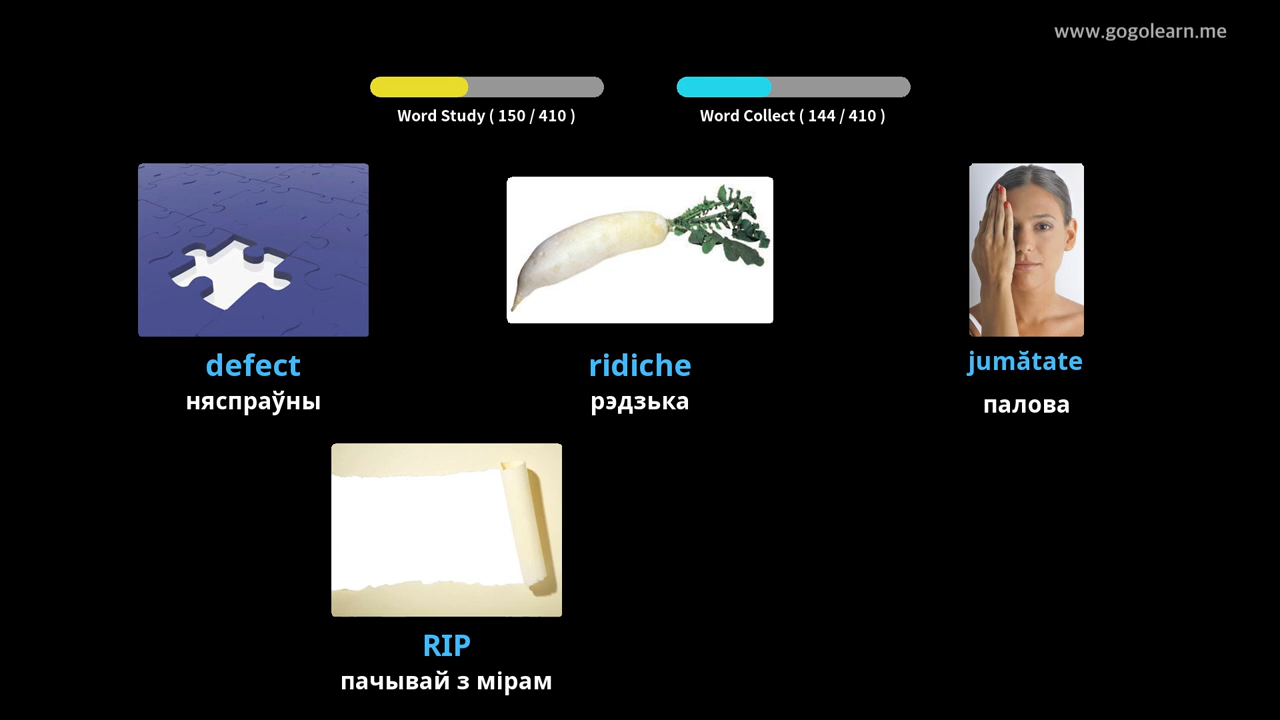 www.gogolearn.me
Word Study ( 150 / 410 )
Word Collect ( 144 / 410 )
defect
няспраўны
ridiche
рэдзька
jumătate
палова
RIP
пачывай з мірам